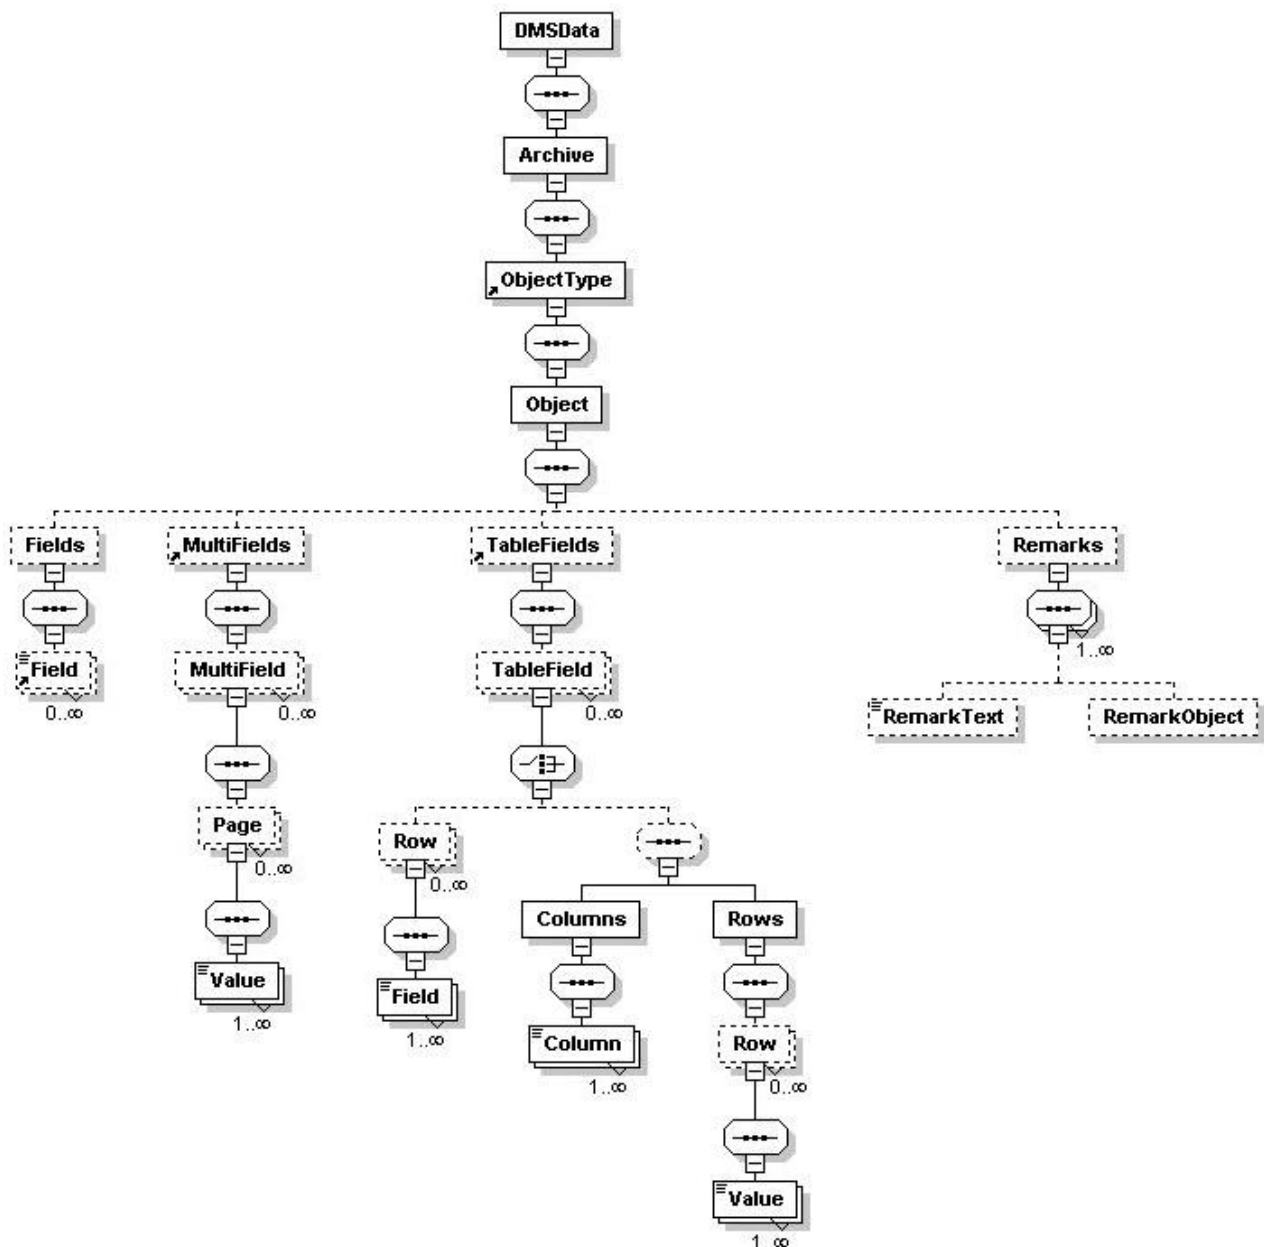 DMSData
Archive
ObjectType
Object
Fields MultiFields TableFields Remarks
1..∞
Field MultiField TableField
0..∞ 0..∞ 0..∞
RemarkText RemarkObject
Page Row
0..∞ 0..∞
Columns Rows
Value Field
1..∞ 1..∞
Column Row
1..∞ 0..∞
Value
1..∞